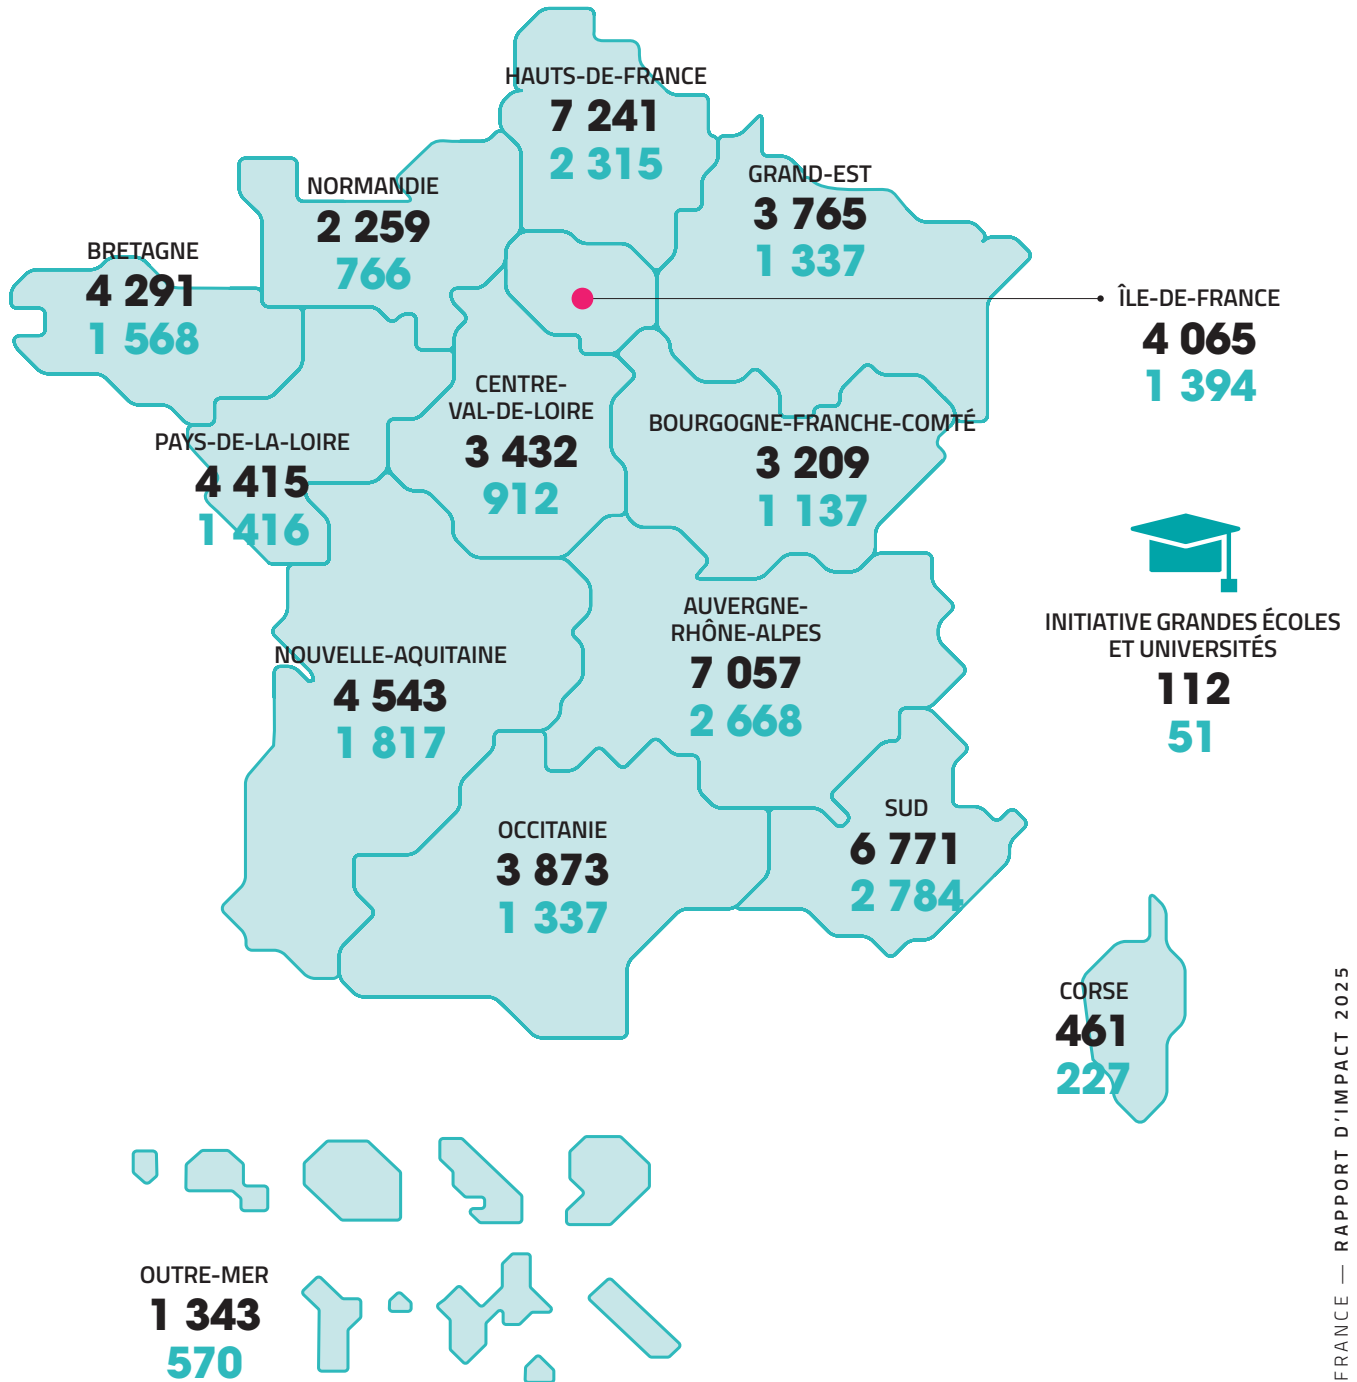 HAUTS-DE-FRANCE
7 241
2 315
NORMANDIE
2 259
766
GRAND-EST
3 765
1 337
BRETAGNE
4 291
1 568
ÎLE-DE-FRANCE
4 065
1 394
CENTRE-
VAL-DE-LOIRE
3 432
912
BOURGOGNE-FRANCHE-COMTÉ
3 209
1 137
PAYS-DE-LA-LOIRE
4 415
1 416
AUVERGNE-
RHÔNE-ALPES
7 057
2 668
INITIATIVE GRANDES ÉCOLES
ET UNIVERSITÉS
112
51
NOUVELLE-AQUITAINE
4 543
1 817
OCCITANIE
3 873
1 337
SUD
6 771
2 784
CORSE
461
227
OUTRE-MER
1 343
570
FRANCE — RAPPORT D'IMPACT 2025